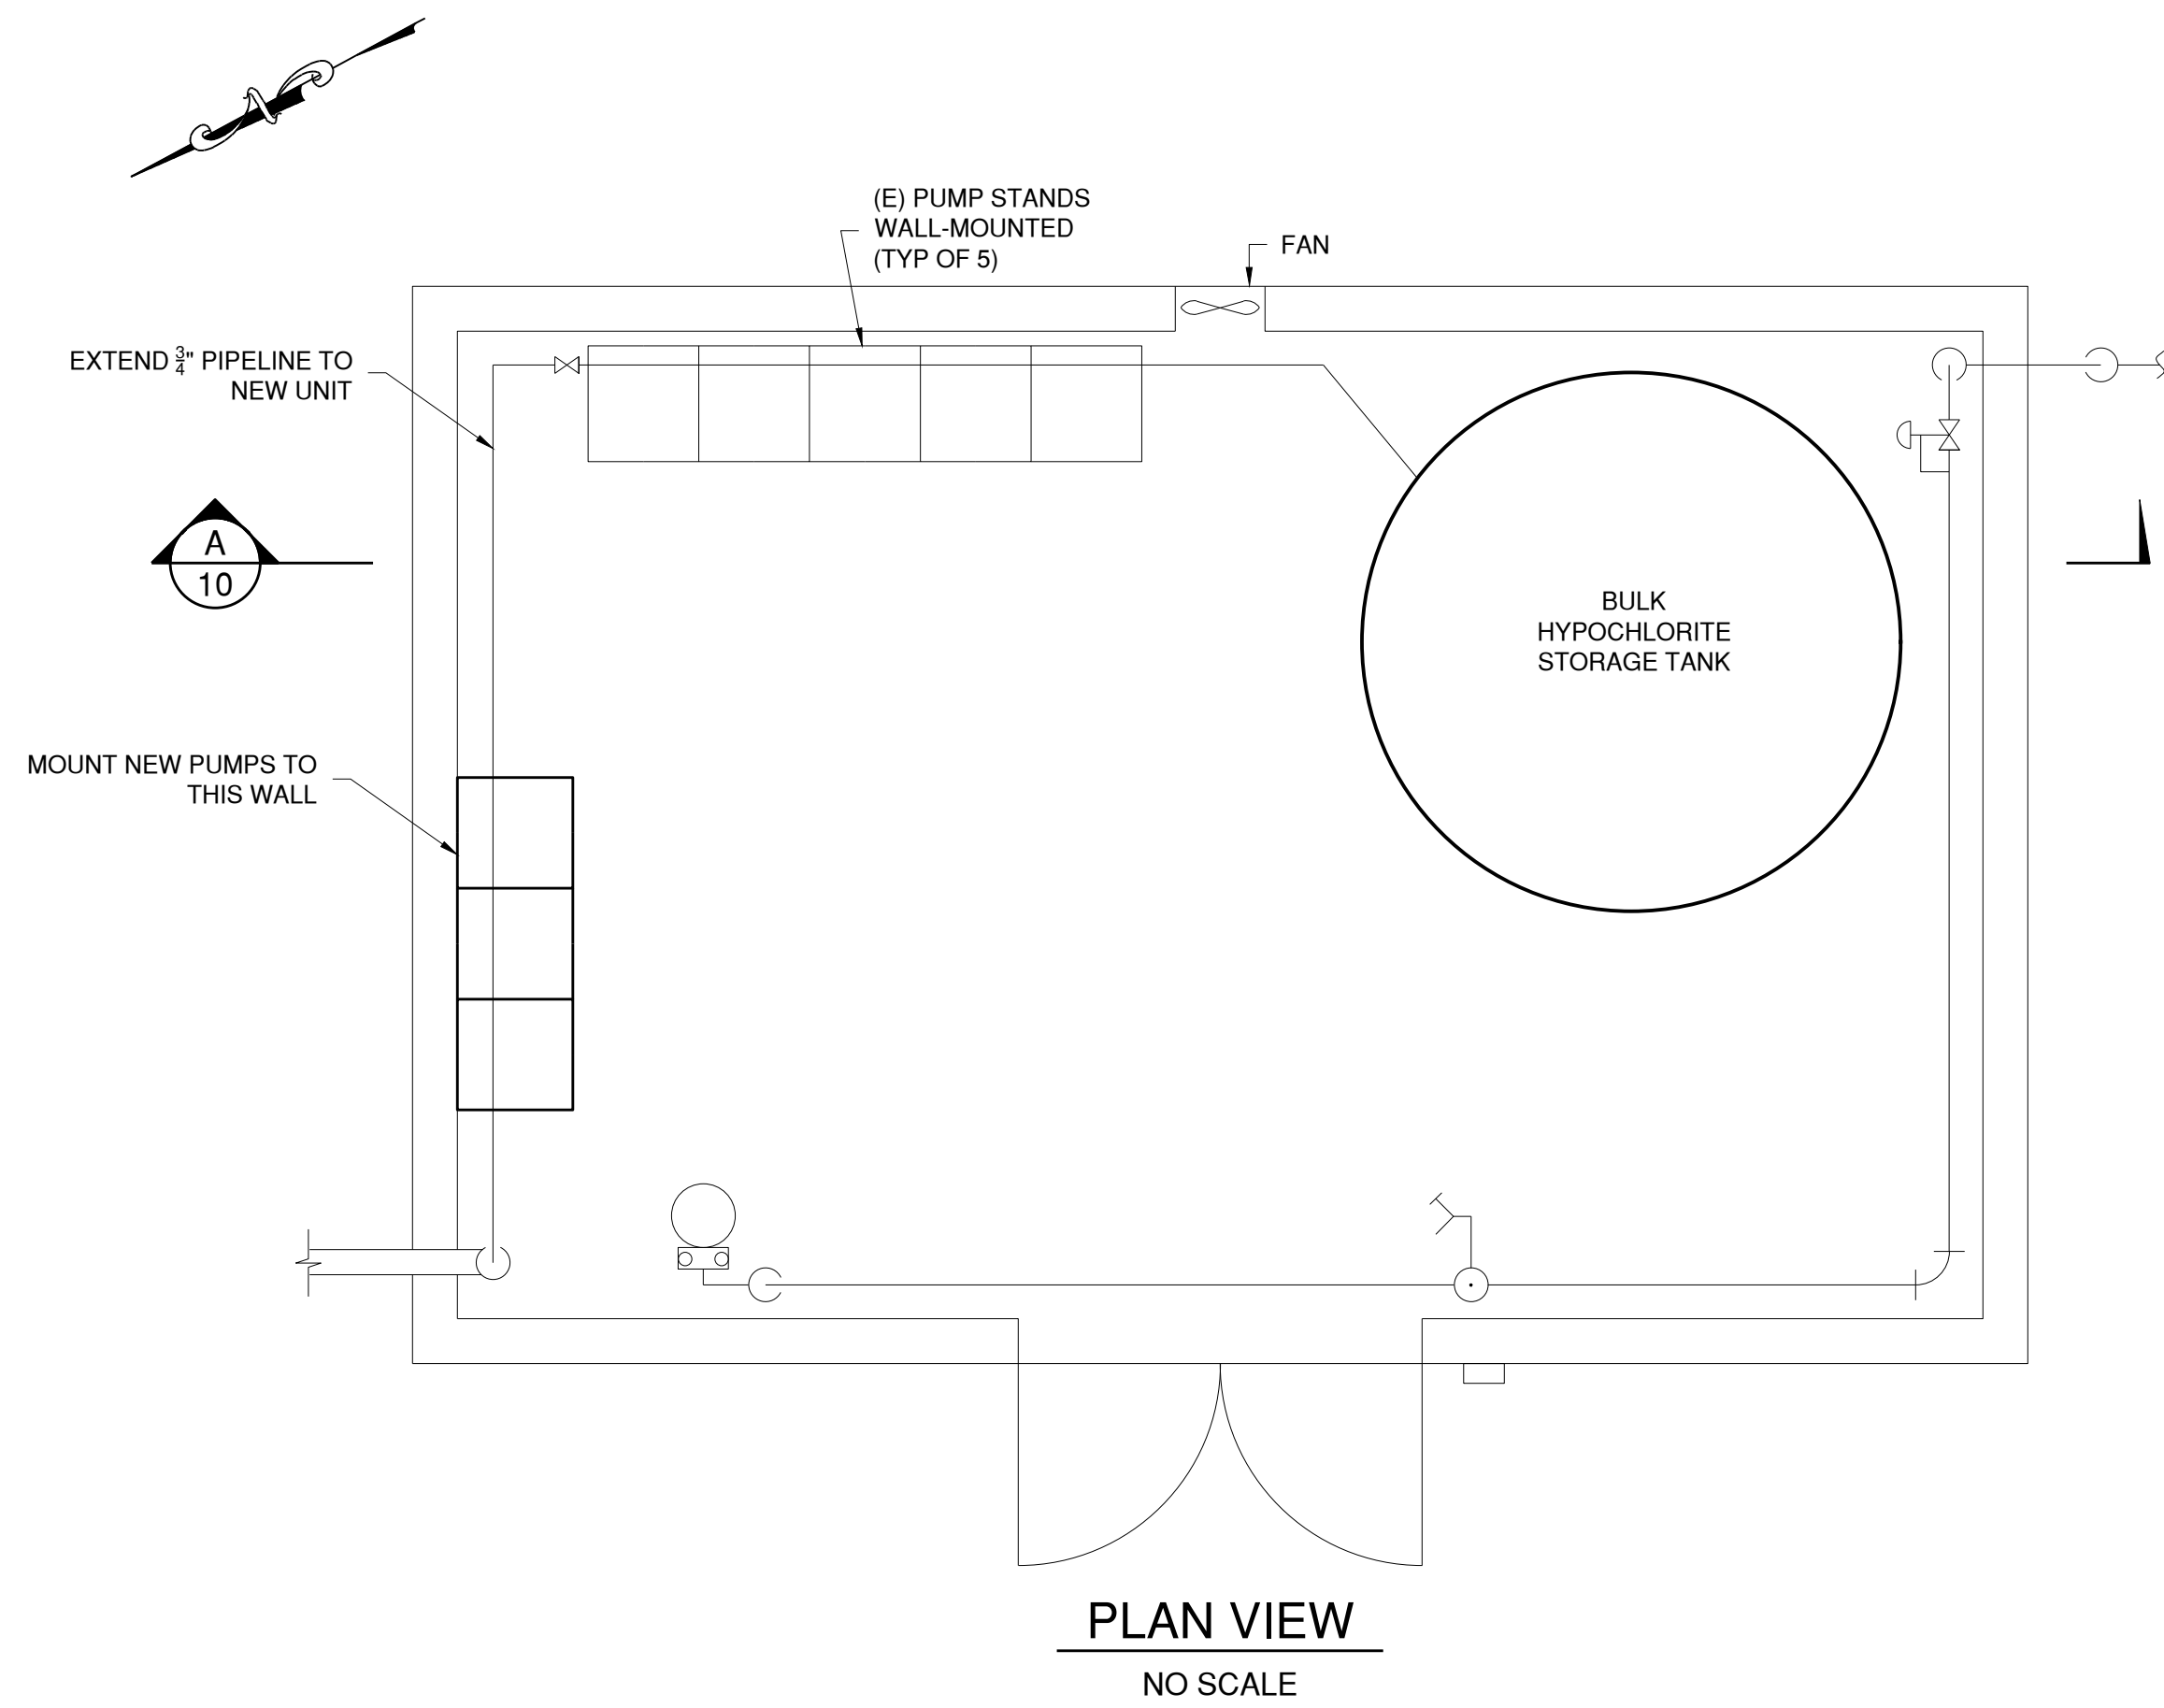 (E) PUMP STANDS
WALL-MOUNTED
(TYP OF 5)
FAN
EXTEND 3/4" PIPELINE TO
NEW UNIT
A
10
BULK
HYPOCHLORITE
STORAGE TANK
MOUNT NEW PUMPS TO
THIS WALL
PLAN VIEW
NO SCALE